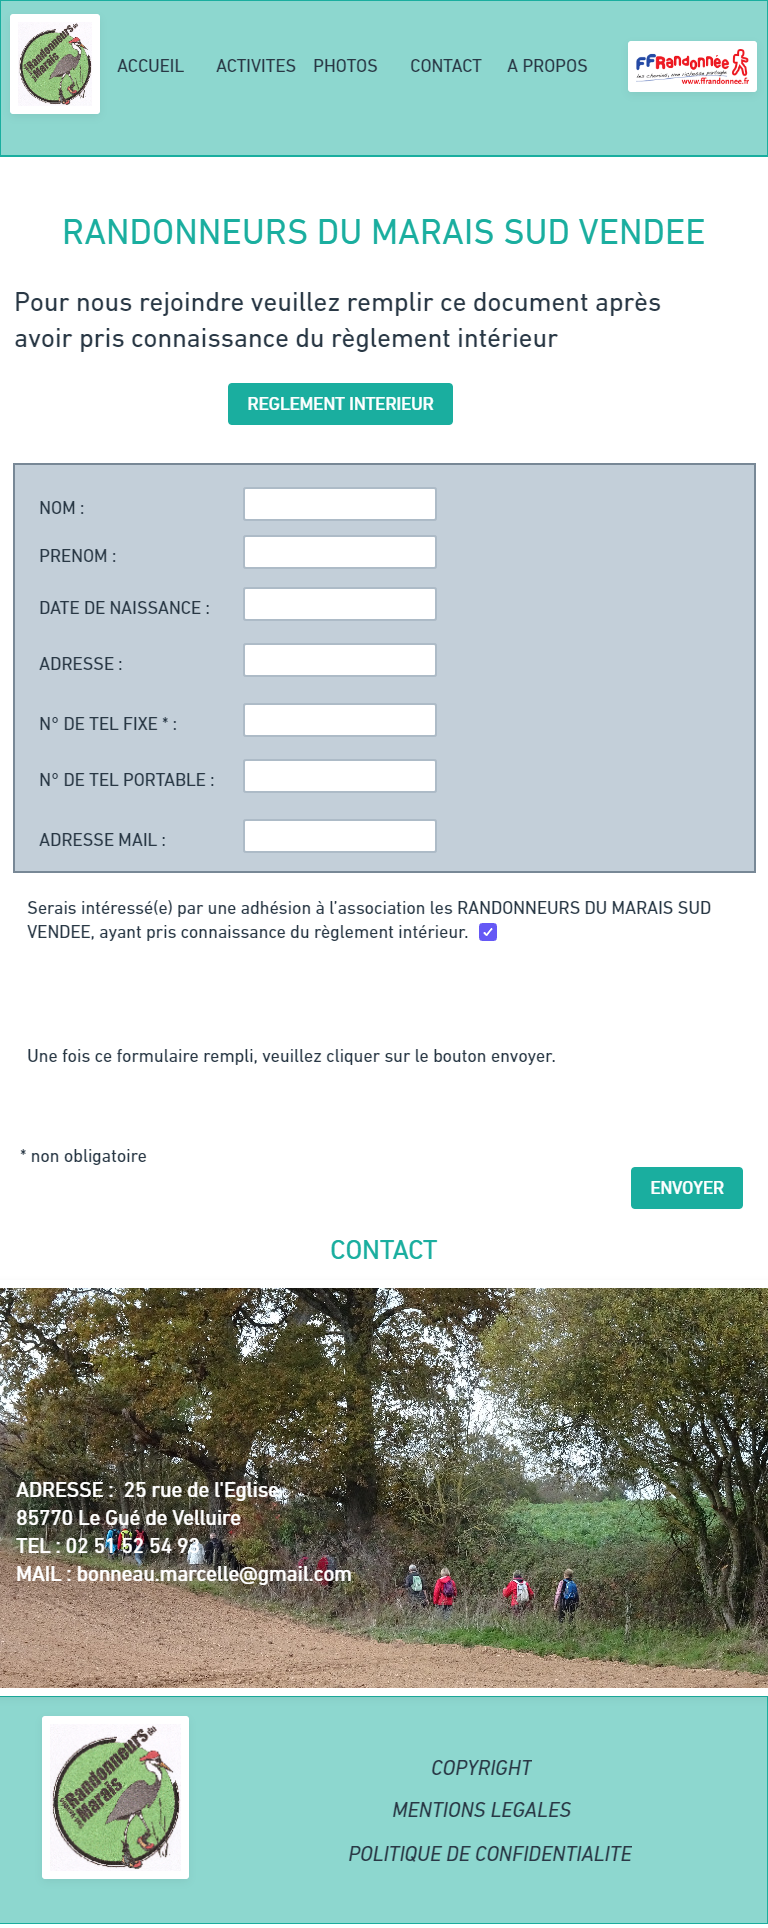 les Randonneurs du
Marais
ACCUEIL ACTIVITES PHOTOS CONTACT A PROPOS
FFRandonnée
les chemins, une richesse partagée
www.ffrandonnee.fr
RANDONNEURS DU MARAIS SUD VENDEE
Pour nous rejoindre veuillez remplir ce document après
avoir pris connaissance du règlement intérieur
REGLEMENT INTERIEUR
NOM :
PRENOM :
DATE DE NAISSANCE :
ADRESSE :
N° DE TEL FIXE * :
N° DE TEL PORTABLE :
ADRESSE MAIL :
Serais intéressé(e) par une adhésion à l'association les RANDONNEURS DU MARAIS SUD
VENDEE, ayant pris connaissance du règlement intérieur.
Une fois ce formulaire rempli, veuillez cliquer sur le bouton envoyer.
* non obligatoire
ENVOYER
CONTACT
ADRESSE : 25 rue de l'Eglise,
85770 Le Gué de Velluire
TEL : 02 51 52 54 93
MAIL : bonneau.marcelle@gmail.com
Randonneurs du
Marais
COPYRIGHT
MENTIONS LEGALES
POLITIQUE DE CONFIDENTIALITE